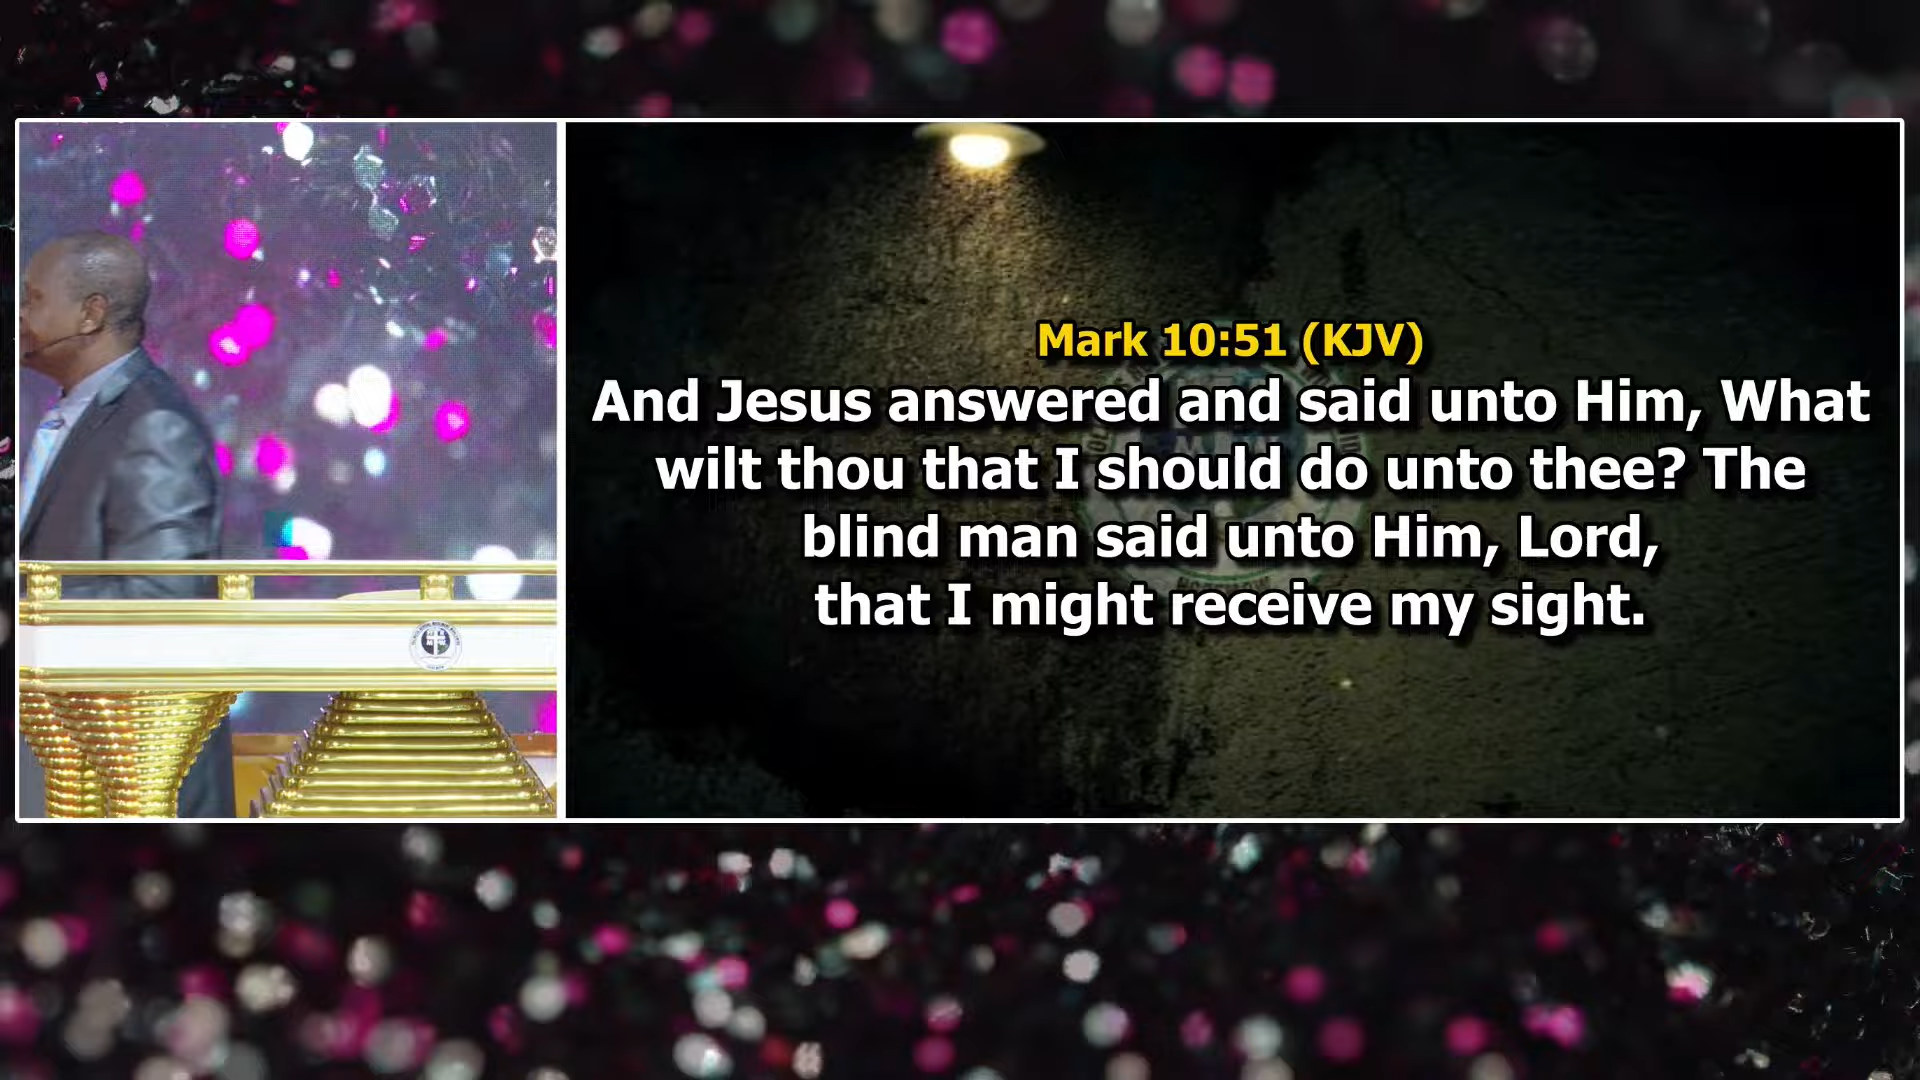 Mark 10:51 (KJV)
And Jesus answered and said unto Him, What
wilt thou that I should do unto thee? The
blind man said unto Him, Lord,
that I might receive my sight.